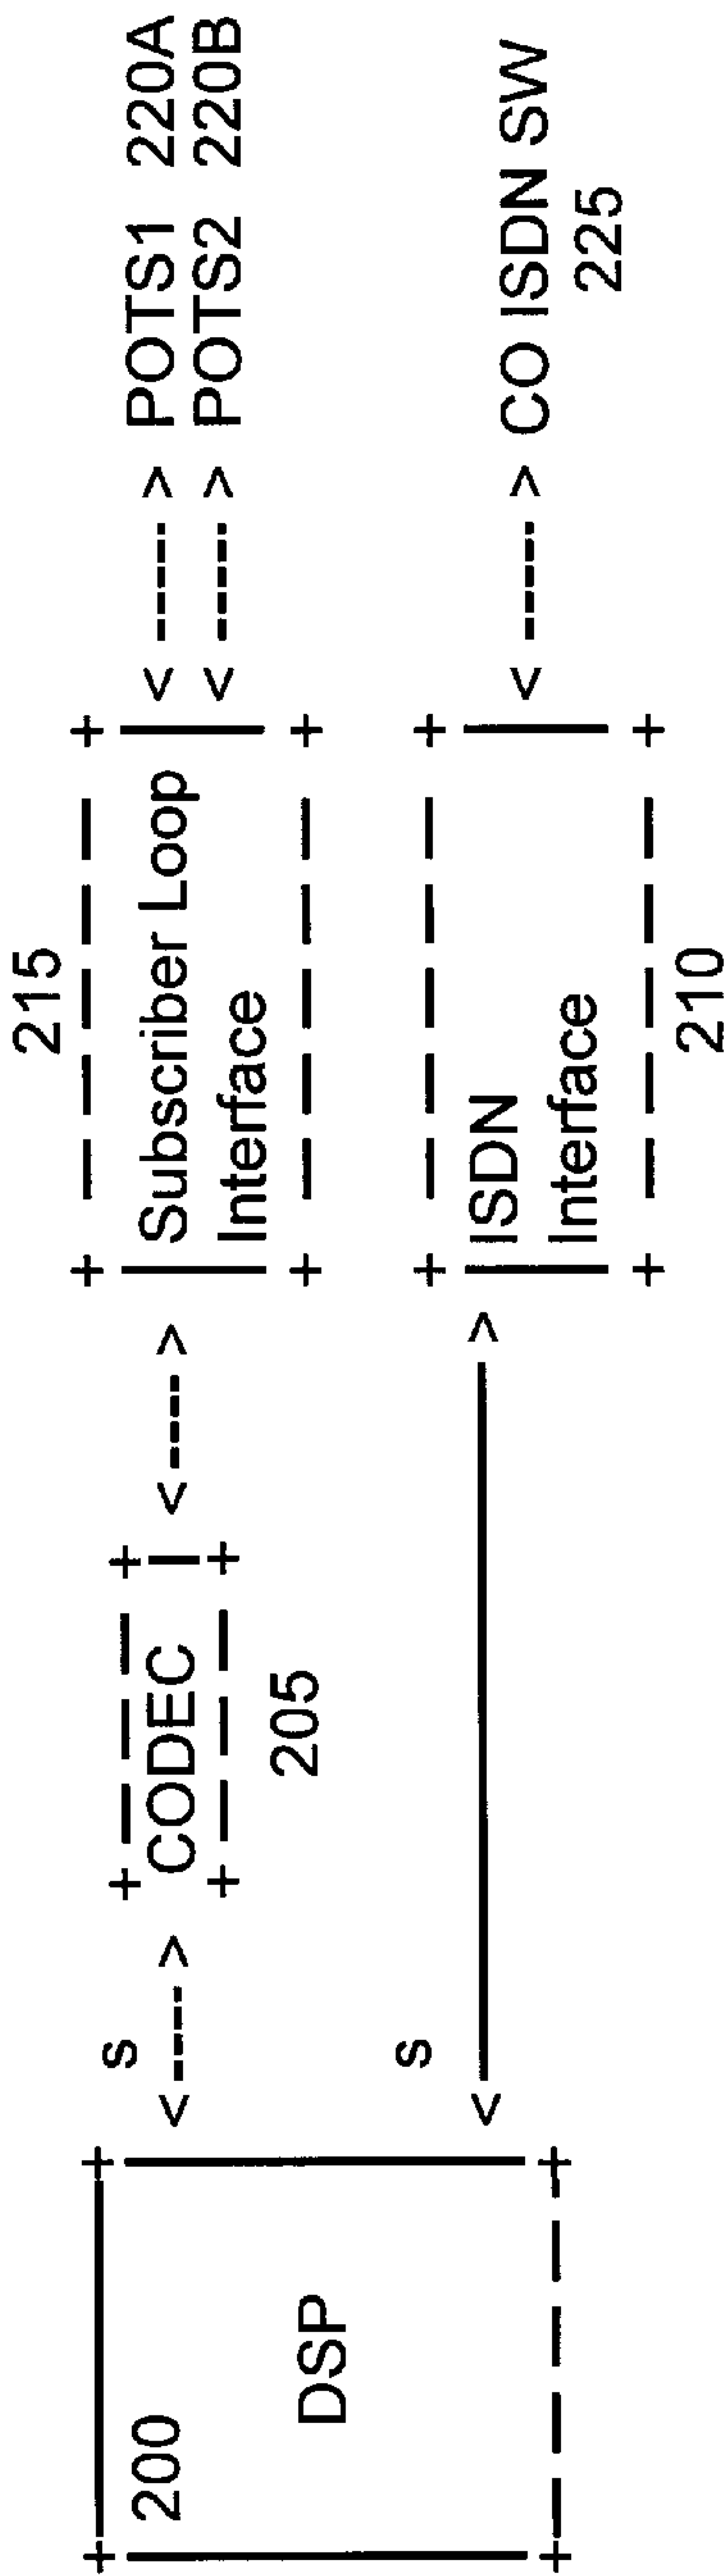 215
POTS1 220A
POTS2 220B
Subscriber Loop
Interface
s
CODEC
205
200
DSP
s
ISDN
Interface
210
CO ISDN SW
225